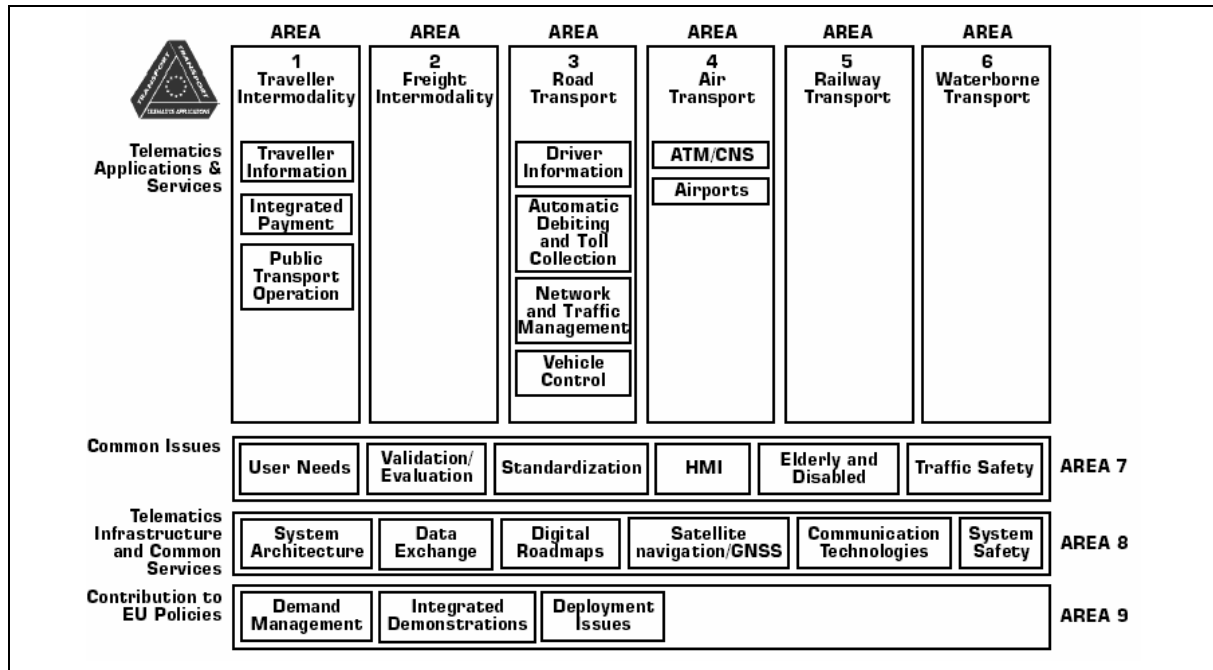 AREA
AREA
AREA
AREA
AREA
AREA
TRANSPORT
TRANSPORT
TELEMATICS APPLICATIONS
1
Traveller
Intermodality
2
Freight
Intermodality
3
Road
Transport
4
Air
Transport
5
Railway
Transport
6
Waterborne
Transport
Telematics
Applications &
Services
Traveller
Information
Integrated
Payment
Public
Transport
Operation
Driver
Information
Automatic
Debiting
and Toll
Collection
Network
and Traffic
Management
Vehicle
Control
ATM/CNS
Airports
Common Issues
User Needs
Validation/
Evaluation
Standardization
HMI
Elderly and
Disabled
Traffic Safety
AREA 7
Telematics
Infrastructure
and Common
Services
System
Architecture
Data
Exchange
Digital
Roadmaps
Satellite
navigation/GNSS
Communication
Technologies
System
Safety
AREA 8
Contribution to
EU Policies
Demand
Management
Integrated
Demonstrations
Deployment
Issues
AREA 9